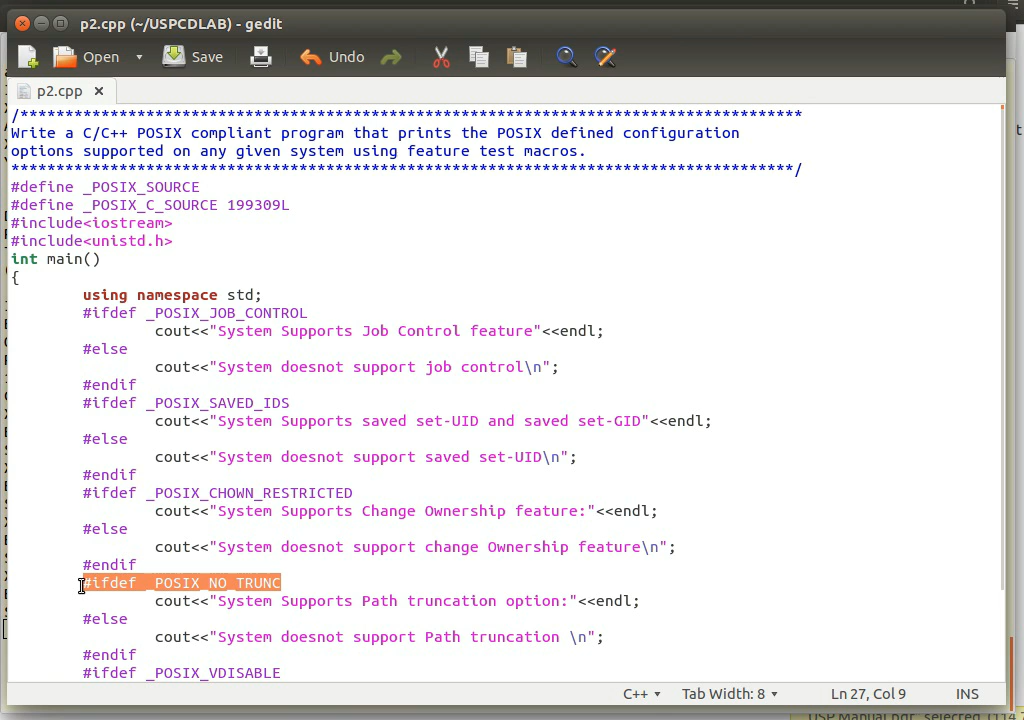 p2.cpp (~/USPCDLAB) - gedit
Open Save Undo
p2.cpp ×
/***************************************************************************************
Write a C/C++ POSIX compliant program that prints the POSIX defined configuration
options supported on any given system using feature test macros.
***************************************************************************************/
#define _POSIX_SOURCE
#define _POSIX_C_SOURCE 199309L
#include<iostream>
#include<unistd.h>
int main()
{
using namespace std;
#ifdef _POSIX_JOB_CONTROL
cout<<"System Supports Job Control feature"<<endl;
#else
cout<<"System doesnot support job control\n";
#endif
#ifdef _POSIX_SAVED_IDS
cout<<"System Supports saved set-UID and saved set-GID"<<endl;
#else
cout<<"System doesnot support saved set-UID\n";
#endif
#ifdef _POSIX_CHOWN_RESTRICTED
cout<<"System Supports Change Ownership feature:"<<endl;
#else
cout<<"System doesnot support change Ownership feature\n";
#endif
#ifdef _POSIX_NO_TRUNC
cout<<"System Supports Path truncation option:"<<endl;
#else
cout<<"System doesnot support Path truncation \n";
#endif
#ifdef _POSIX_VDISABLE
C++ Tab Width: 8 Ln 27, Col 9 INS
USP Manual.pdf" selected (114